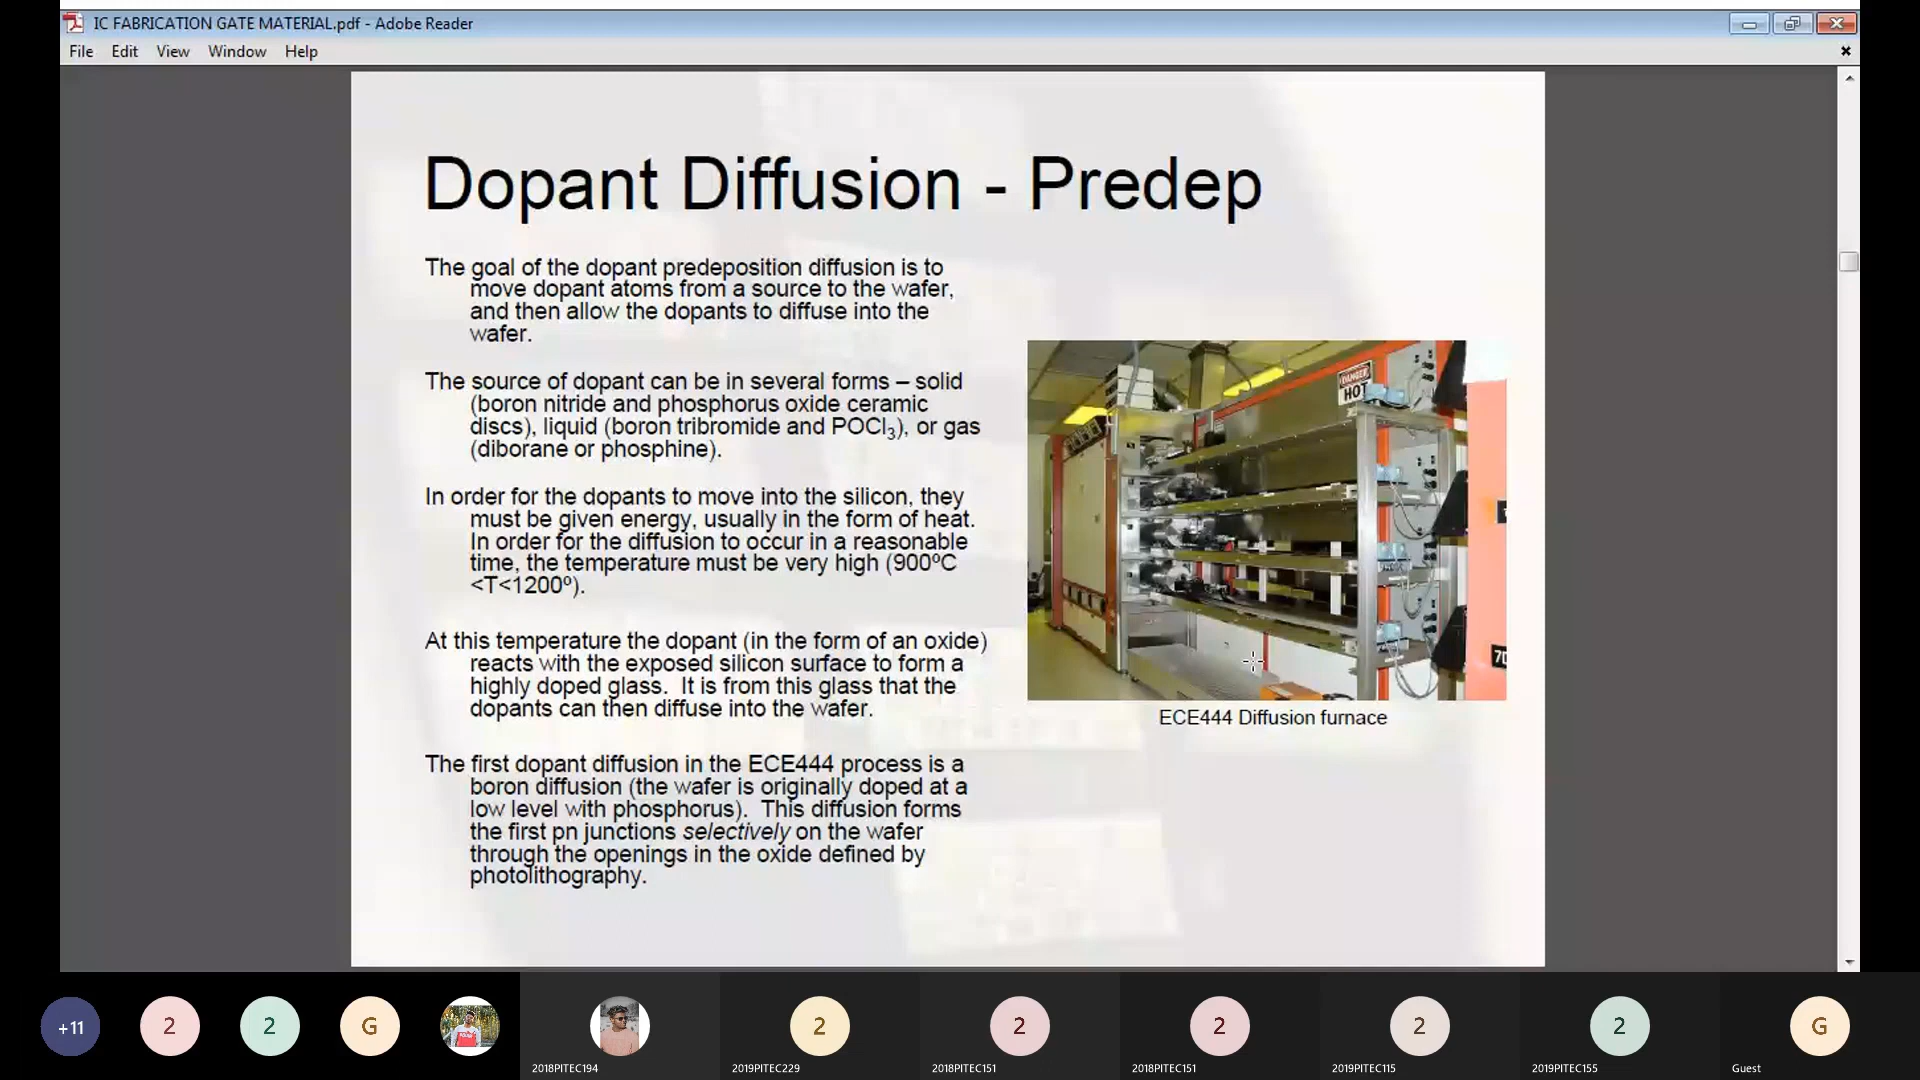 IC FABRICATION GATE MATERIAL.pdf - Adobe Reader
File Edit View Window Help
Dopant Diffusion - Predep
The goal of the dopant predeposition diffusion is to
move dopant atoms from a source to the wafer,
and then allow the dopants to diffuse into the
wafer.
The source of dopant can be in several forms – solid
(boron nitride and phosphorus oxide ceramic
discs), liquid (boron tribromide and POCl3), or gas
(diborane or phosphine).
In order for the dopants to move into the silicon, they
must be given energy, usually in the form of heat.
In order for the diffusion to occur in a reasonable
time, the temperature must be very high (900ºC
<T<1200º).
At this temperature the dopant (in the form of an oxide)
reacts with the exposed silicon surface to form a
highly doped glass. It is from this glass that the
dopants can then diffuse into the wafer.
The first dopant diffusion in the ECE444 process is a
boron diffusion (the wafer is originally doped at a
low level with phosphorus). This diffusion forms
the first pn junctions selectively on the wafer
through the openings in the oxide defined by
photolithography.
DANGER
HOT
7D
ECE444 Diffusion furnace
+11 2 2 G 2 2 2 2 2 G
2018PITEC194 2019PITEC229 2018PITEC151 2018PITEC151 2019PITEC115 2019PITEC155 Guest